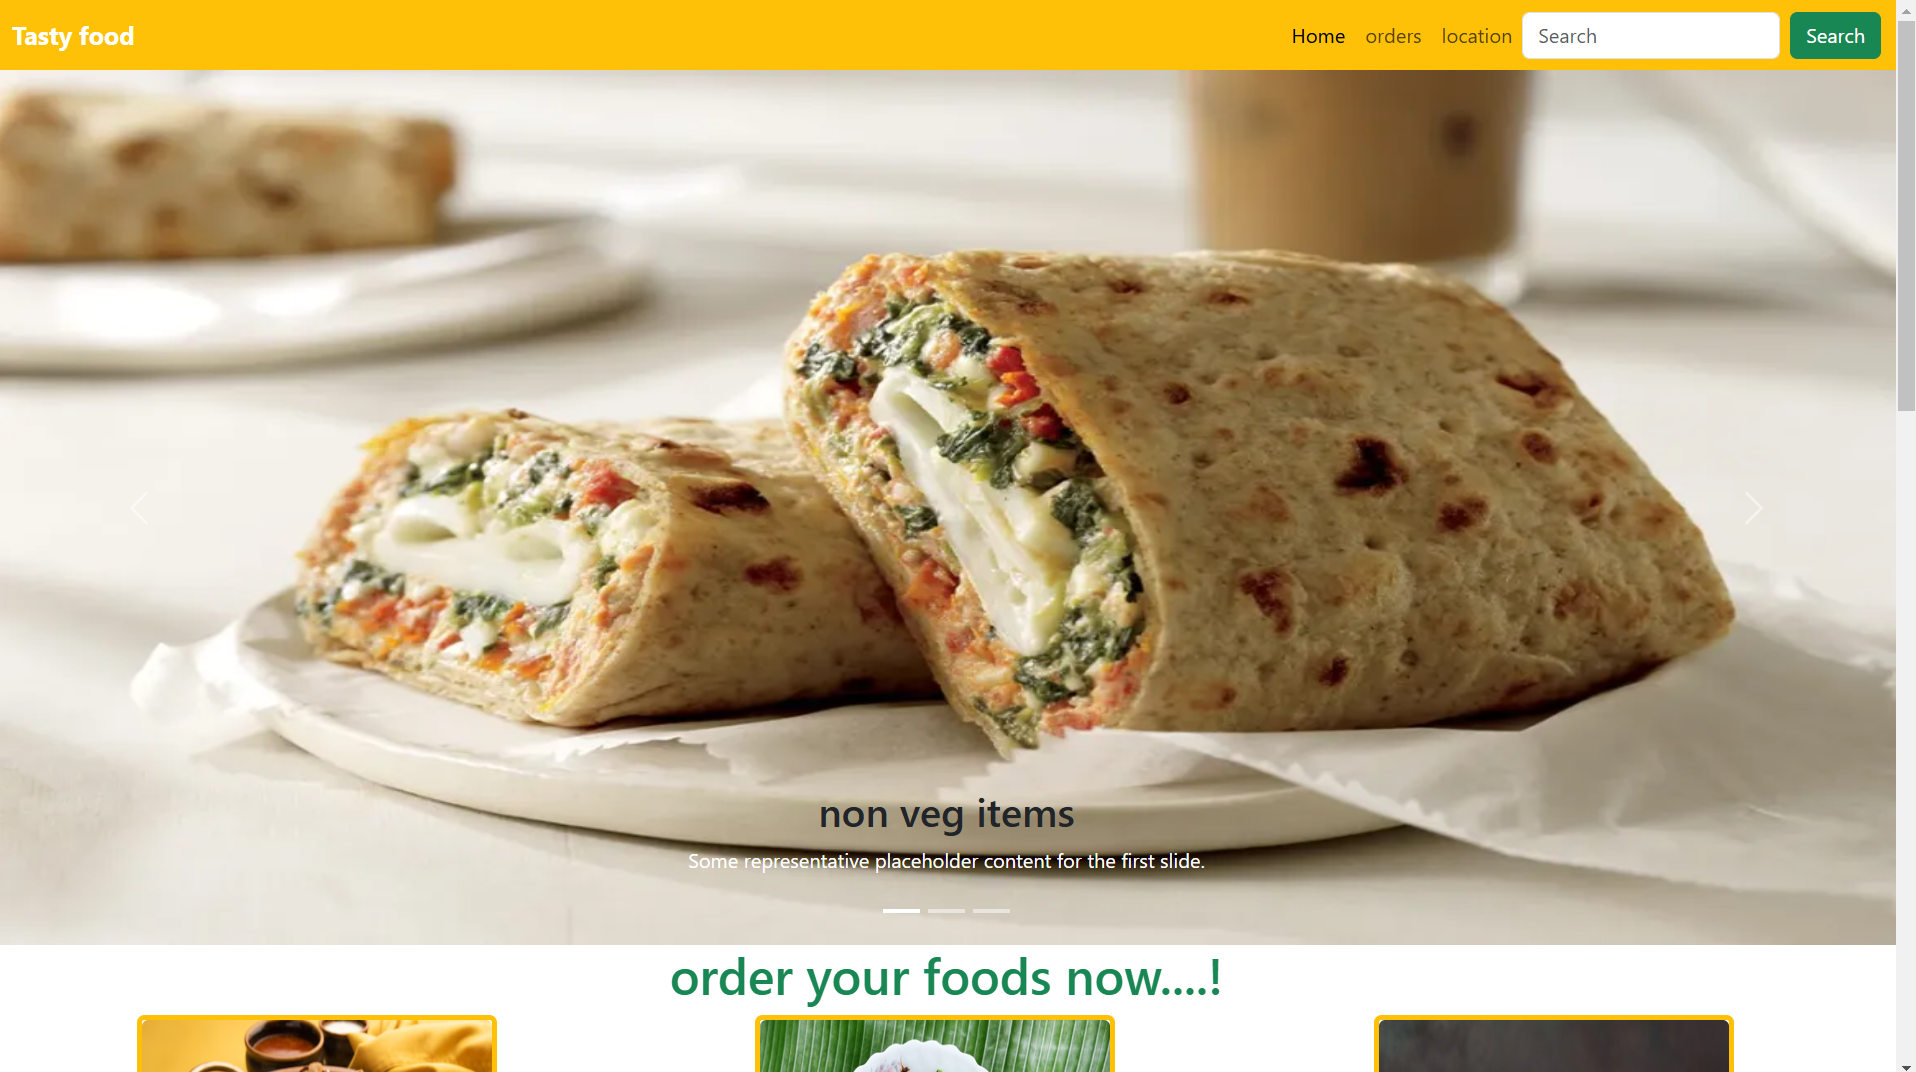 Tasty food
Home orders location Search Search
non veg items
Some representative placeholder content for the first slide.
order your foods now....!